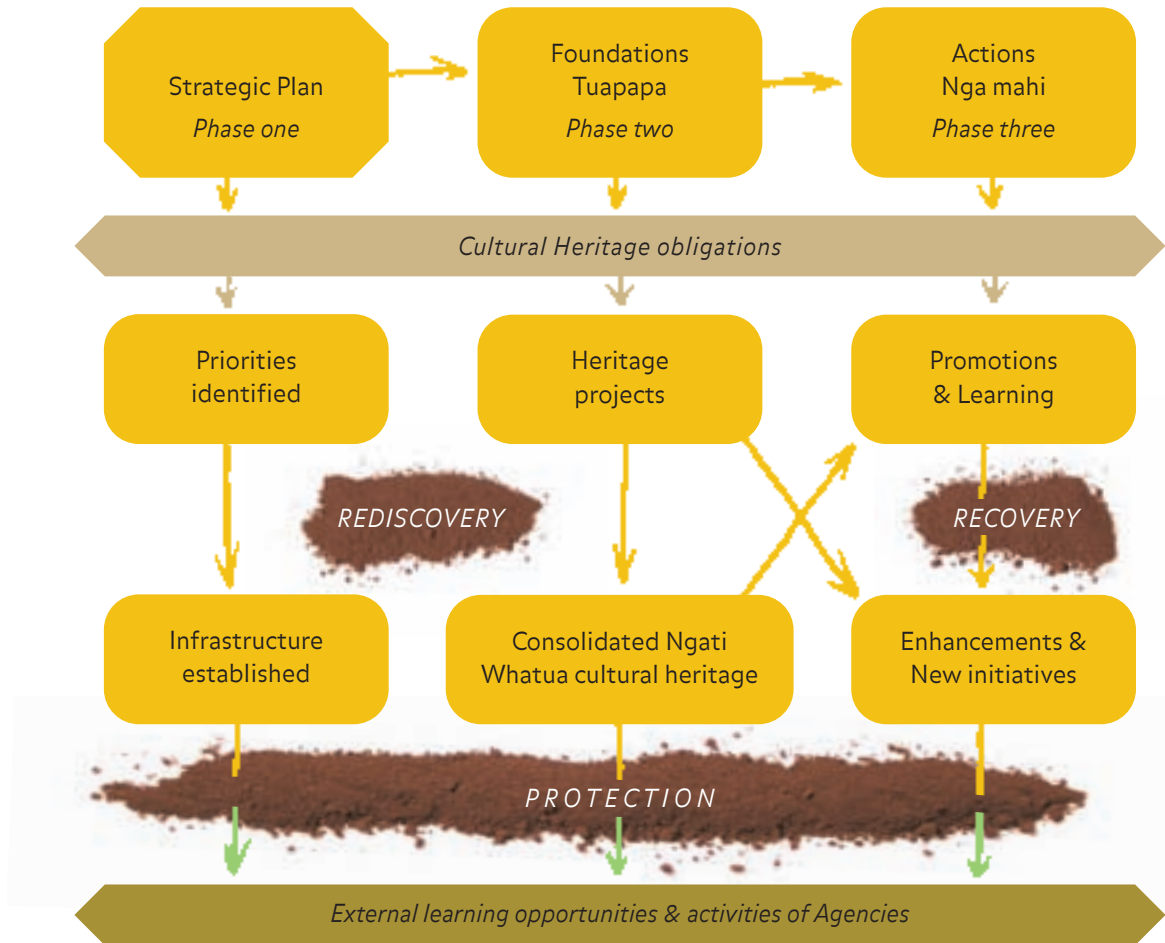 Strategic Plan
Phase one
Foundations
Tuapapa
Phase two
Actions
Nga mahi
Phase three
Cultural Heritage obligations
Priorities
identified
Heritage
projects
Promotions
& Learning
REDISCOVERY
RECOVERY
Infrastructure
established
Consolidated Ngati
Whatua cultural heritage
Enhancements &
New initiatives
PROTECTION
External learning opportunities & activities of Agencies